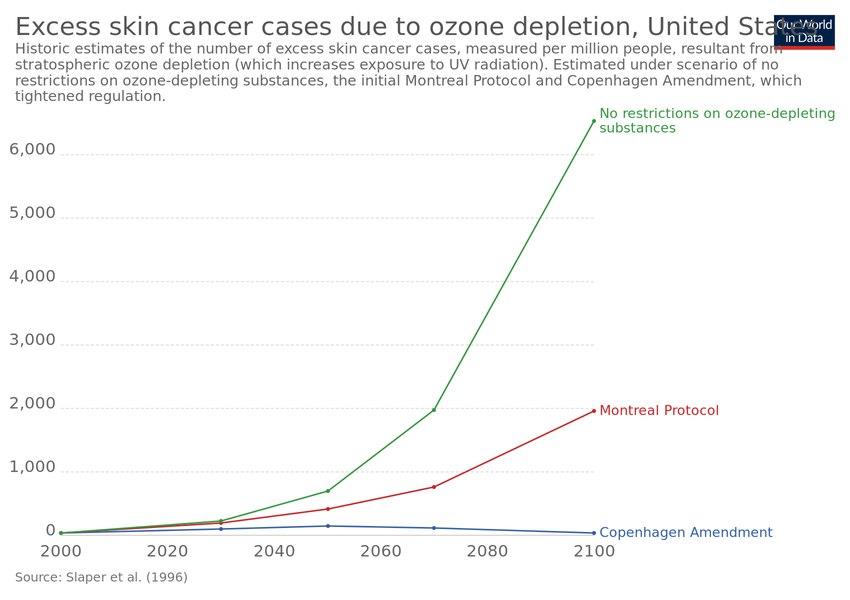 Excess skin cancer cases due to ozone depletion, United States
Our World
in Data
Historic estimates of the number of excess skin cancer cases, measured per million people, resultant from
stratospheric ozone depletion (which increases exposure to UV radiation). Estimated under scenario of no
restrictions on ozone-depleting substances, the initial Montreal Protocol and Copenhagen Amendment, which
tightened regulation.
No restrictions on ozone-depleting
substances
6,000
5,000
4,000
3,000
2,000
Montreal Protocol
1,000
0
Copenhagen Amendment
2000
2020
2040
2060
2080
2100
Source: Slaper et al. (1996)